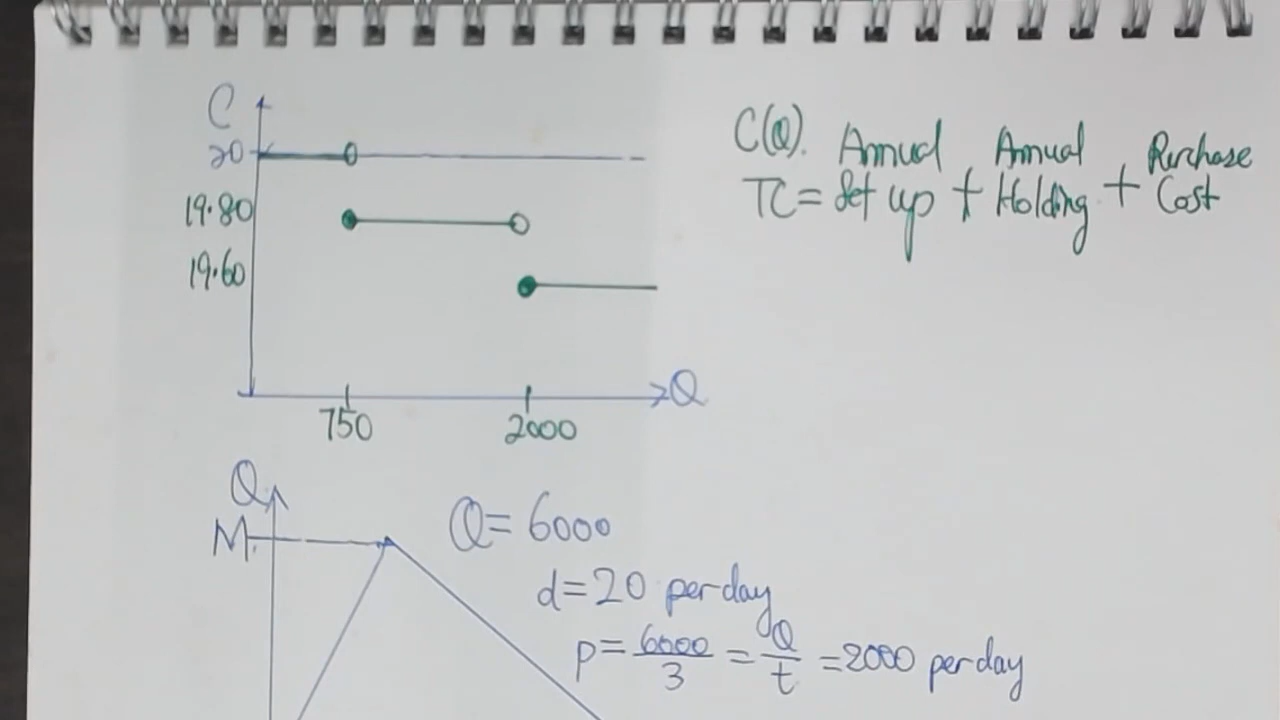 C
20
19.80
19.60
750
2000
Q
C(Q). Annual Annual Purchase
TC = Set up + Holding + Cost
Q
M
Q = 6000
d = 20 per day
p = 6000/3 = Q/t = 2000 per day